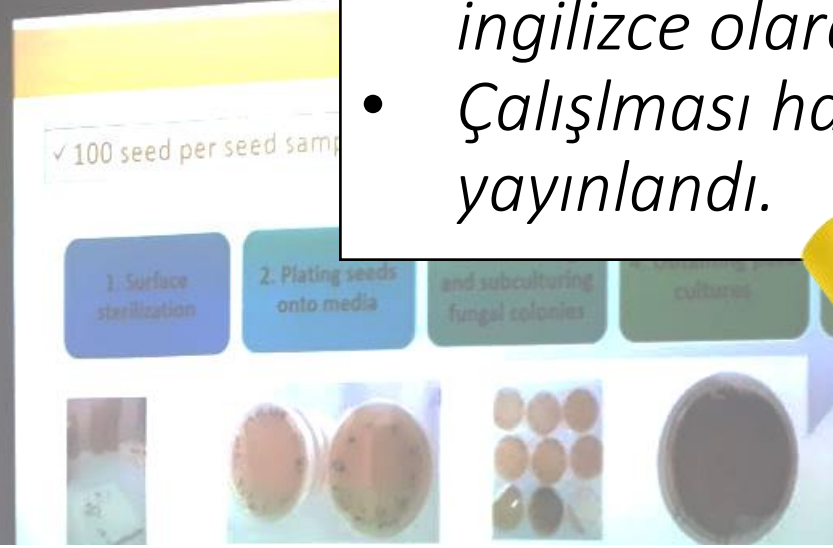 ingilizce olar
• Çalışlması ha
yayınlandı.
✓ 100 seed per seed samp
1. Surface
sterilization
2. Plating seeds
onto media
and subculturing
fungal colonies
cultures